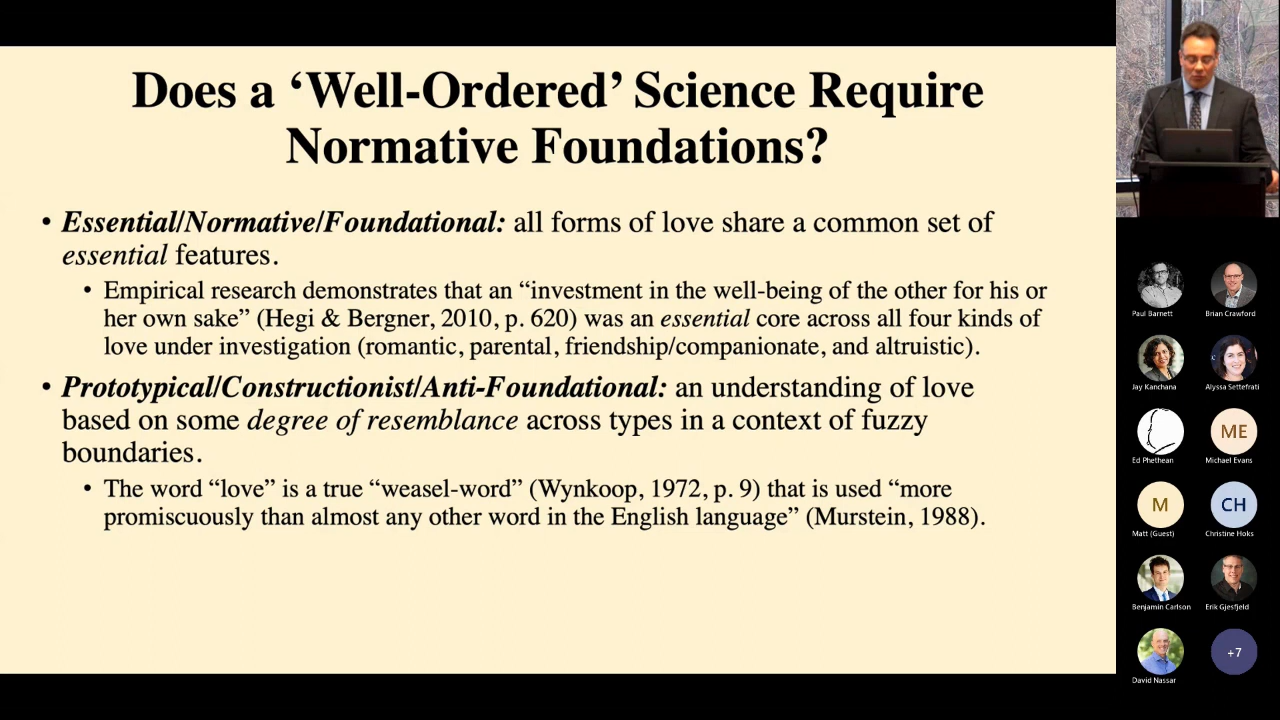 Does a ‘Well-Ordered’ Science Require
Normative Foundations?
• Essential/Normative/Foundational: all forms of love share a common set of
essential features.
• Empirical research demonstrates that an “investment in the well-being of the other for his or
her own sake” (Hegi & Bergner, 2010, p. 620) was an essential core across all four kinds of
love under investigation (romantic, parental, friendship/companionate, and altruistic).
• Prototypical/Constructionist/Anti-Foundational: an understanding of love
based on some degree of resemblance across types in a context of fuzzy
boundaries.
• The word “love” is a true “weasel-word” (Wynkoop, 1972, p. 9) that is used “more
promiscuously than almost any other word in the English language” (Murstein, 1988).
Paul Barnett
Brian Crawford
Jay Kanchana
Alyssa Settefrati
ME
Ed Phethean
Michael Evans
M
CH
Matt (Guest)
Christine Hoks
Benjamin Carlson
Erik Gjesfjeld
+7
David Nassar